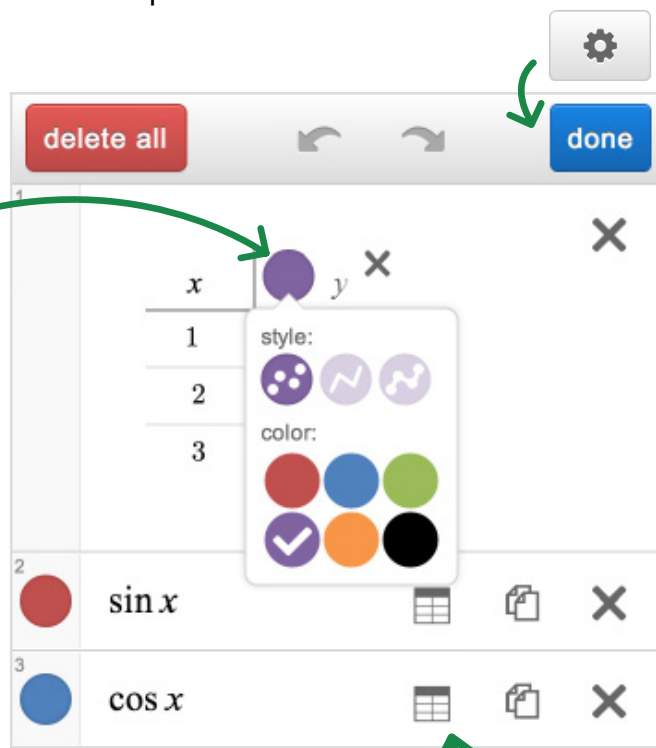 delete all
done
1
x y
1
style:
2
color:
3
2
sin x
3
cos x